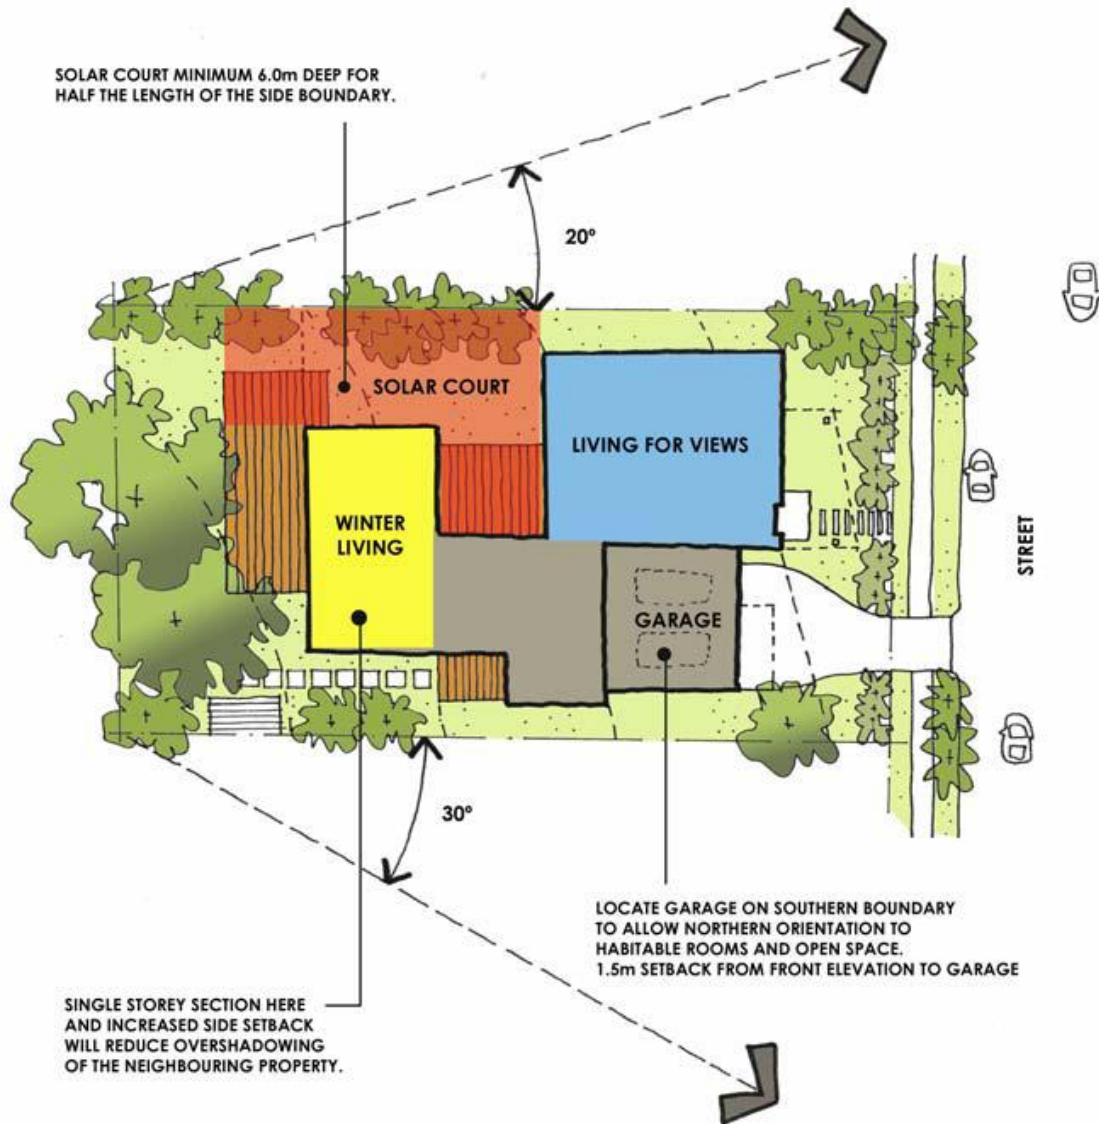 SOLAR COURT MINIMUM 6.0m DEEP FOR
HALF THE LENGTH OF THE SIDE BOUNDARY.
20°
SOLAR COURT
LIVING FOR VIEWS
WINTER
LIVING
STREET
GARAGE
30°
LOCATE GARAGE ON SOUTHERN BOUNDARY
TO ALLOW NORTHERN ORIENTATION TO
HABITABLE ROOMS AND OPEN SPACE.
1.5m SETBACK FROM FRONT ELEVATION TO GARAGE
SINGLE STOREY SECTION HERE
AND INCREASED SIDE SETBACK
WILL REDUCE OVERSHADOWING
OF THE NEIGHBOURING PROPERTY.